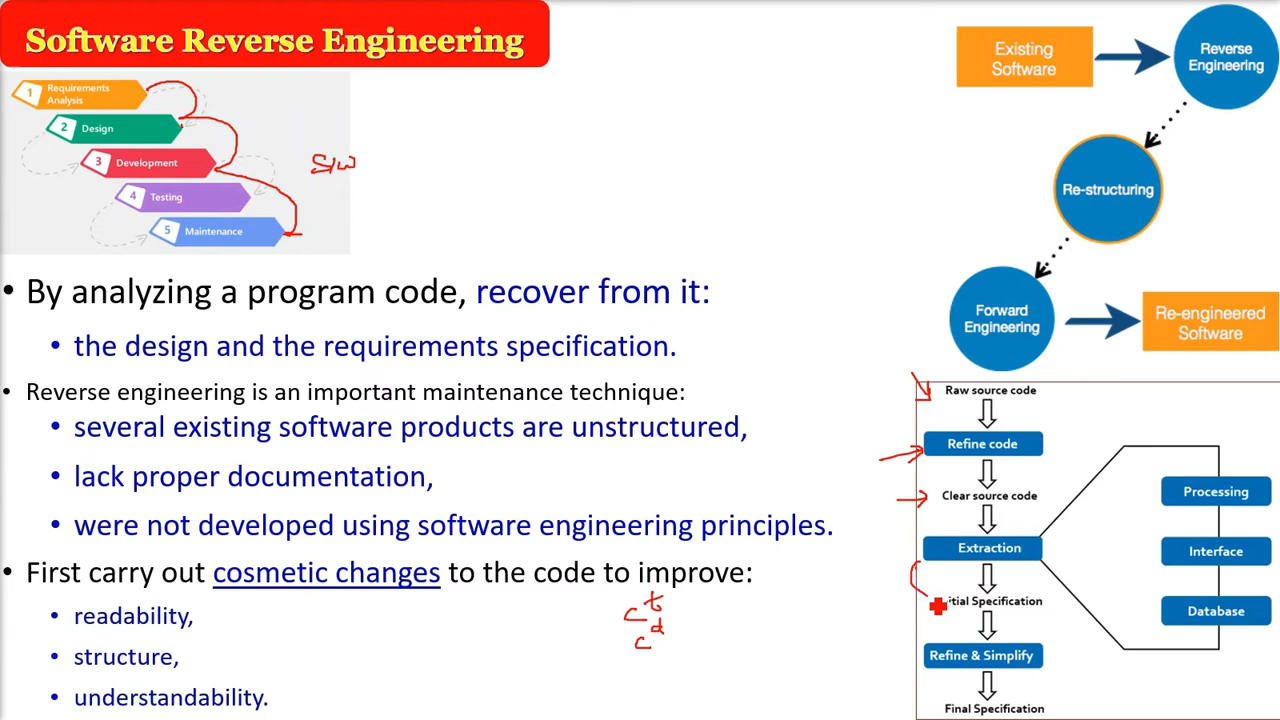 Software Reverse Engineering
1 Requirements
Analysis
2 Design
3 Development
4 Testing
5 Maintenance
S/W
Existing
Software
Reverse
Engineering
Re-structuring
Forward
Engineering
Re-engineered
Software
• By analyzing a program code, recover from it:
• the design and the requirements specification.
• Reverse engineering is an important maintenance technique:
• several existing software products are unstructured,
• lack proper documentation,
• were not developed using software engineering principles.
• First carry out cosmetic changes to the code to improve:
• readability,
• structure,
• understandability.
Raw source code
Refine code
Clear source code
Extraction
itial Specification
Refine & Simplify
Final Specification
Processing
Interface
Database